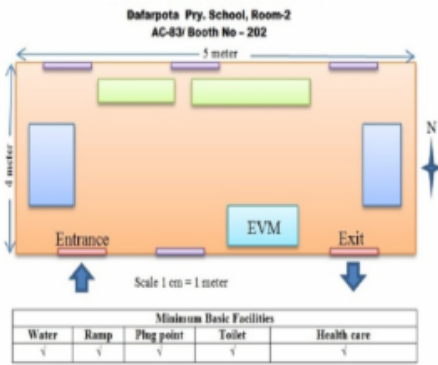 Dafarpota Pry. School, Room-2
AC-83/ Booth No – 202
5 meter
4 meter
N
EVM
Entrance
Exit
Scale 1 cm = 1 meter
Minimum Basic Facilities
Water Ramp Plug point Toilet Health care
√ √ √ √ √